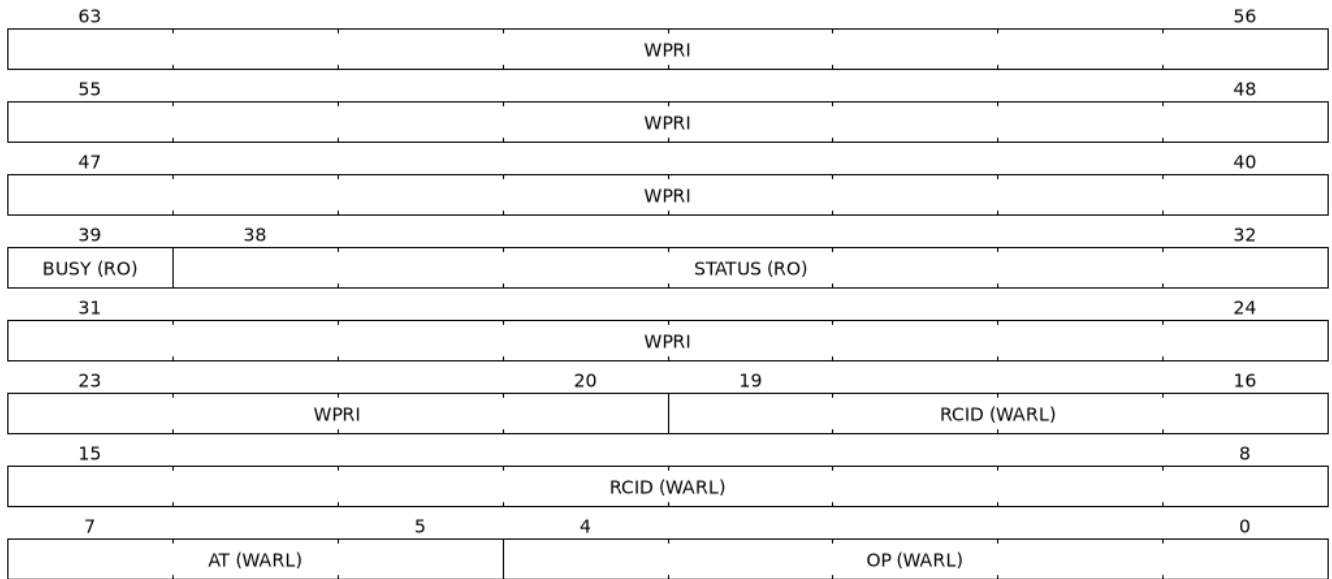 63 56
WPRI
55 48
WPRI
47 40
WPRI
39 38 32
BUSY (RO) STATUS (RO)
31 24
WPRI
23 20 19 16
WPRI RCID (WARL)
15 8
RCID (WARL)
7 5 4 0
AT (WARL) OP (WARL)